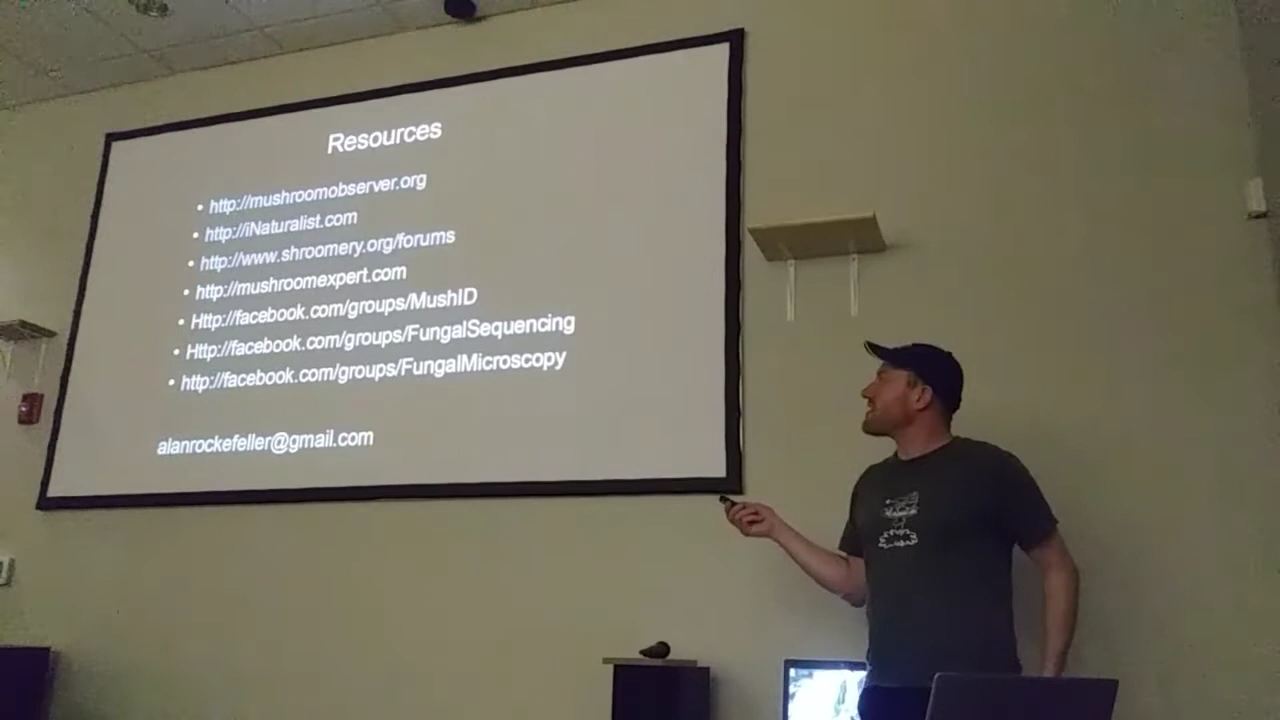 Resources
• http://mushroomobserver.org
• http://iNaturalist.com
• http://www.shroomery.org/forums
• http://mushroomexpert.com
• Http://facebook.com/groups/MushID
• Http://facebook.com/groups/FungalSequencing
• http://facebook.com/groups/FungalMicroscopy
alanrockefeller@gmail.com